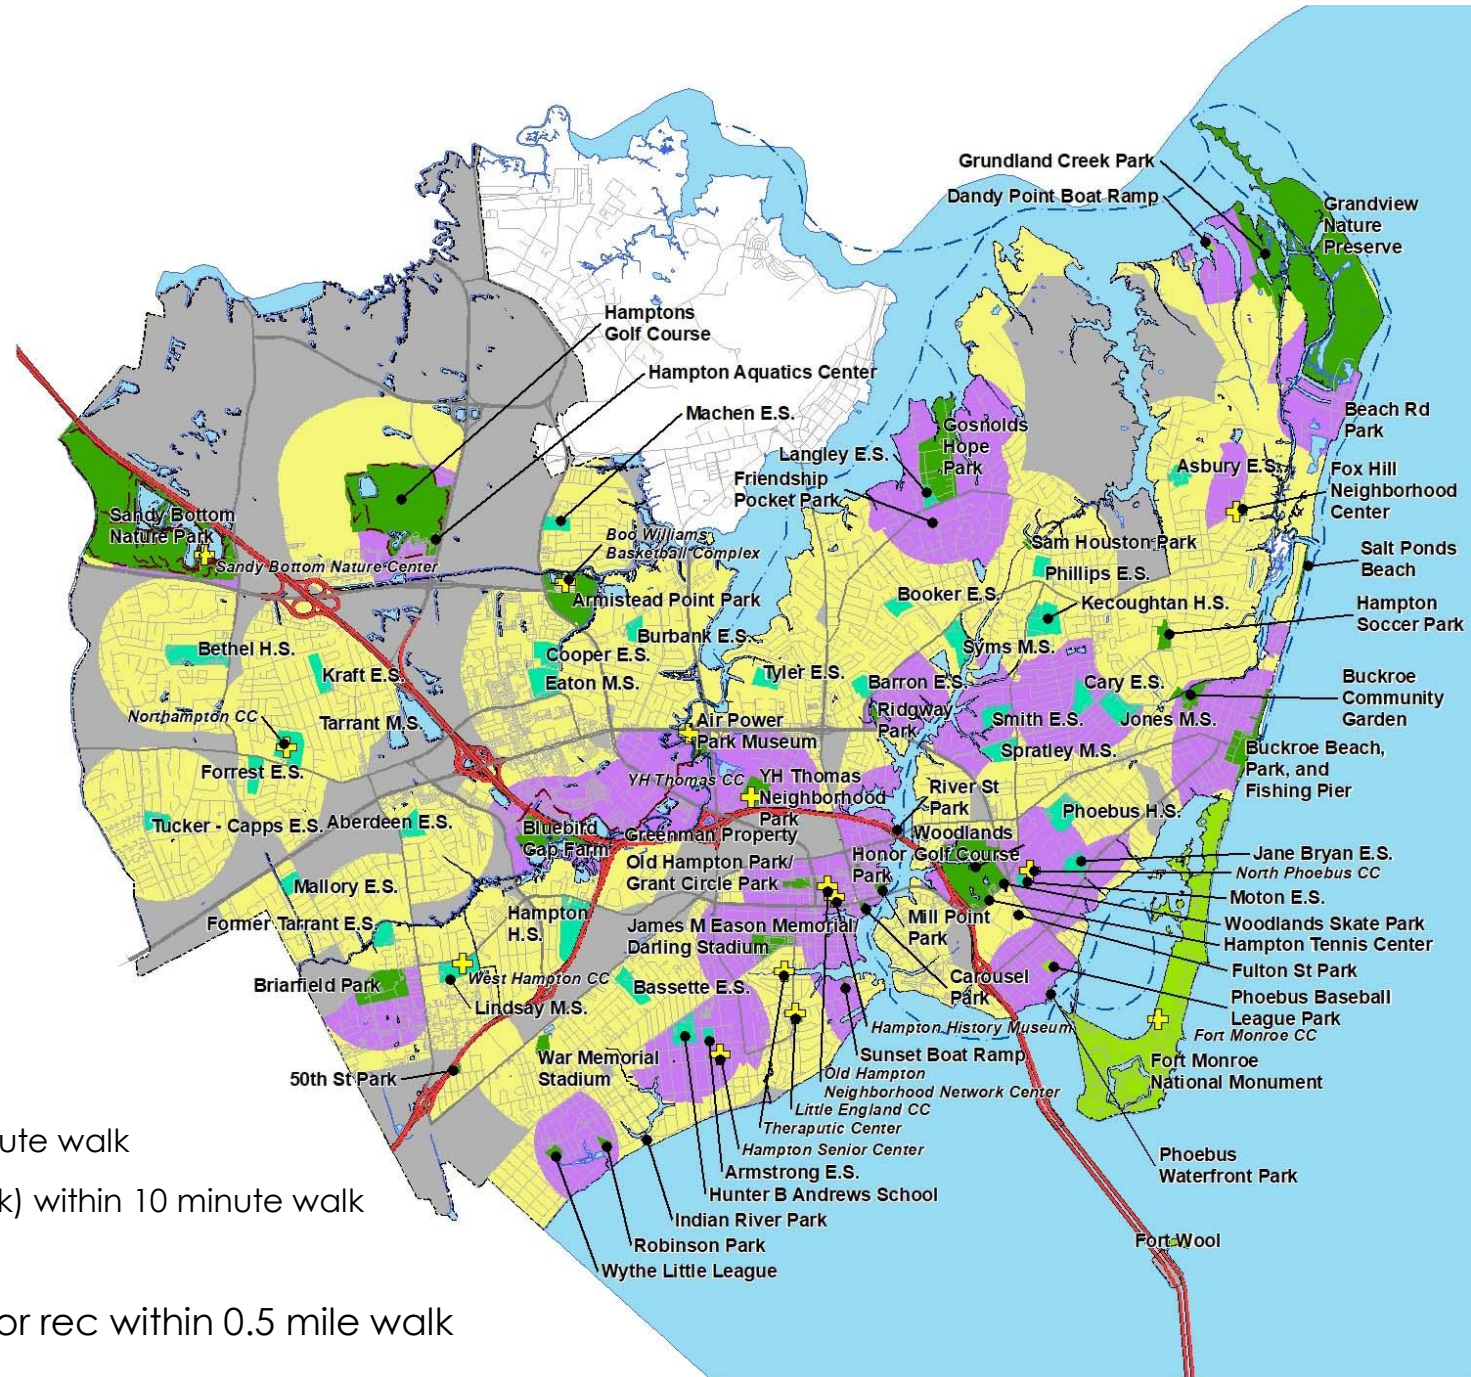 Grundland Creek Park
Dandy Point Boat Ramp
Grandview
Nature
Preserve
Hamptons
Golf Course
Hampton Aquatics Center
Machen E.S.
Gosnolds
Hope
Park
Langley E.S.
Friendship
Pocket Park
Beach Rd
Park
Asbury E.S.
Fox Hill
Neighborhood
Center
Sandy Bottom
Nature Park
Sandy Bottom Nature Center
Boo Williams
Basketball Complex
Sam Houston Park
Salt Ponds
Beach
Phillips E.S.
Armistead Point Park
Booker E.S.
Kecoughtan H.S.
Hampton
Soccer Park
Burbank E.S.
Bethel H.S.
Cooper E.S.
Syms M.S.
Kraft E.S.
Eaton M.S.
Tyler E.S.
Barron E.S.
Cary E.S.
Buckroe
Community
Garden
Northampton CC
Tarrant M.S.
Air Power
Park Museum
Ridgway
Park
Smith E.S.
Jones M.S.
Spratley M.S.
Buckroe Beach,
Park, and
Fishing Pier
Forrest E.S.
YH Thomas CC
YH Thomas
Neighborhood
Park
River St
Park
Phoebus H.S.
Tucker - Capps E.S.
Aberdeen E.S.
Bluebird
Gap Farm
Greenman Property
Woodlands
Golf Course
Honor
Park
Jane Bryan E.S.
North Phoebus CC
Old Hampton Park/
Grant Circle Park
Mallory E.S.
Moton E.S.
Former Tarrant E.S.
Hampton
H.S.
James M Eason Memorial/
Darling Stadium
Mill Point
Park
Woodlands Skate Park
Hampton Tennis Center
Fulton St Park
Briarfield Park
West Hampton CC
Lindsay M.S.
Bassette E.S.
Carousel
Park
Phoebus Baseball
League Park
Hampton History Museum
Fort Monroe CC
War Memorial
Stadium
Sunset Boat Ramp
Fort Monroe
National Monument
50th St Park
Old Hampton
Neighborhood Network Center
Little England CC
Theraputic Center
Hampton Senior Center
Armstrong E.S.
Hunter B Andrews School
Phoebus
Waterfront Park
Indian River Park
Robinson Park
Wythe Little League
Fort Wool
ute walk
k) within 10 minute walk
or rec within 0.5 mile walk